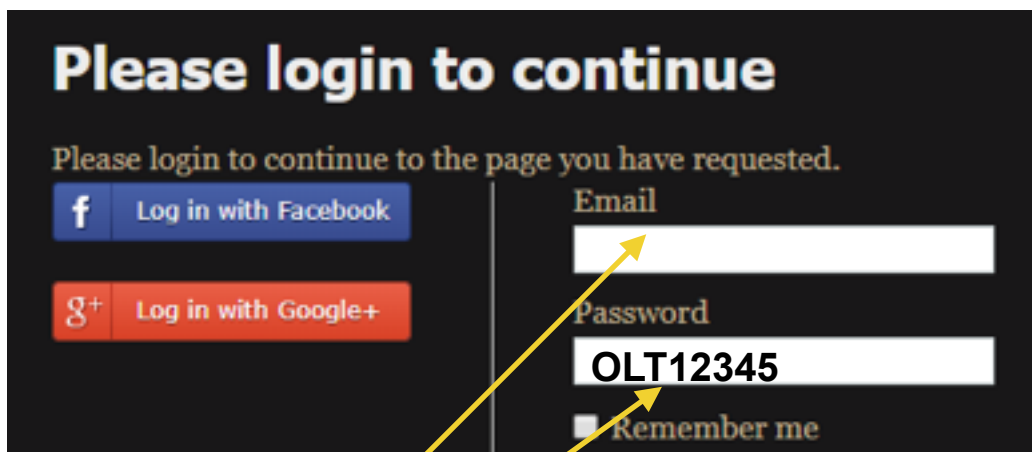 Please login to continue
Please login to continue to the page you have requested.
f Log in with Facebook
g+ Log in with Google+
Email
Password
OLT12345
Remember me